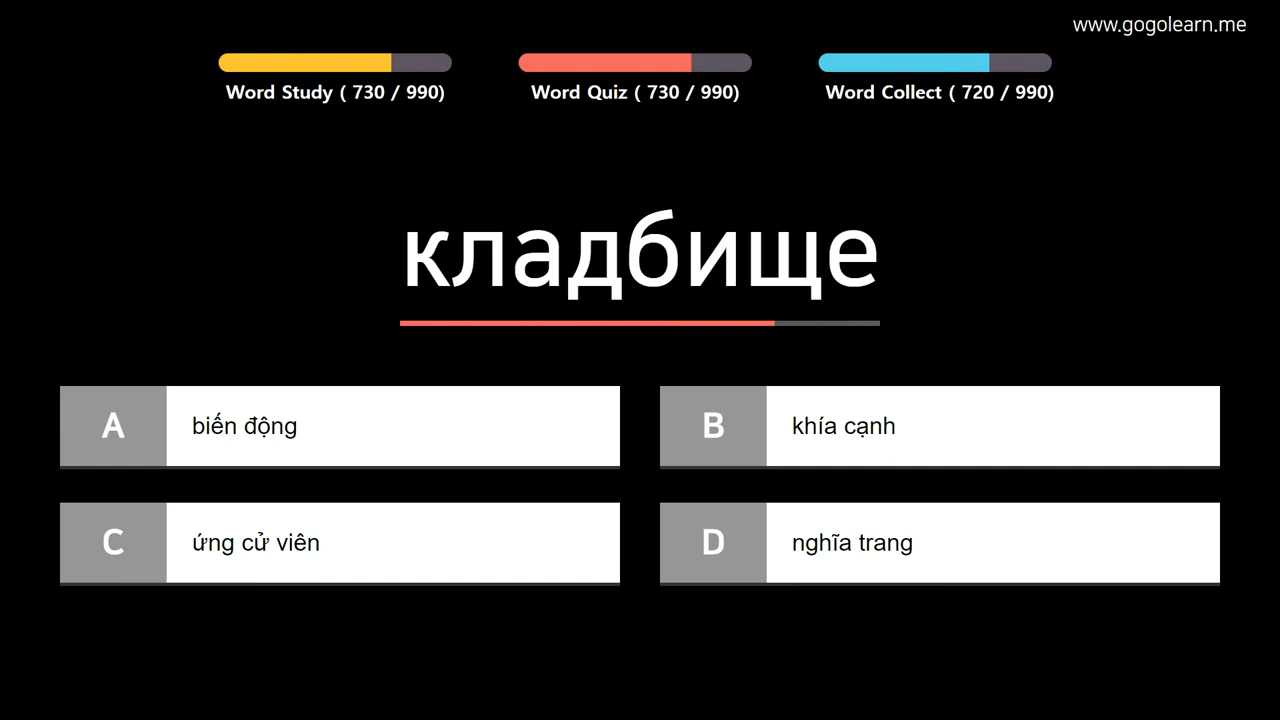 www.gogolearn.me
Word Study ( 730 / 990)
Word Quiz ( 730 / 990)
Word Collect ( 720 / 990)
кладбище
A
biến động
B
khía cạnh
C
ứng cử viên
D
nghĩa trang